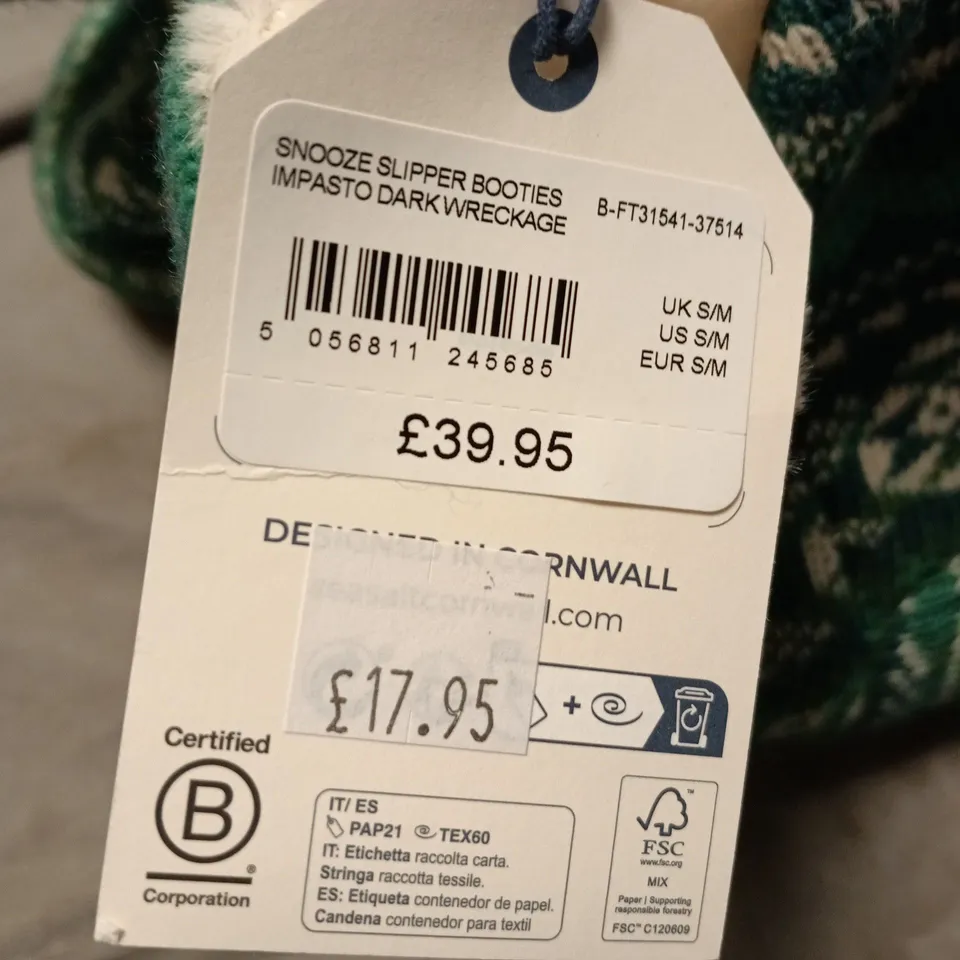 SNOOZE SLIPPER BOOTIES
IMPASTO DARK WRECKAGE
B-FT31541-37514
UK S/M
US S/M
EUR S/M
5 056811 245685
£39.95
DESIGNED IN CORNWALL
seasaltcornwall.com
£17.95
+
Certified
B
®
Corporation
IT/ ES
PAP21 TEX60
IT: Etichetta raccolta carta.
Stringa raccotta tessile.
ES: Etiqueta contenedor de papel.
Candena contenedor para textil
FSC
www.fsc.org
MIX
Paper | Supporting
responsible forestry
FSC™ C120609